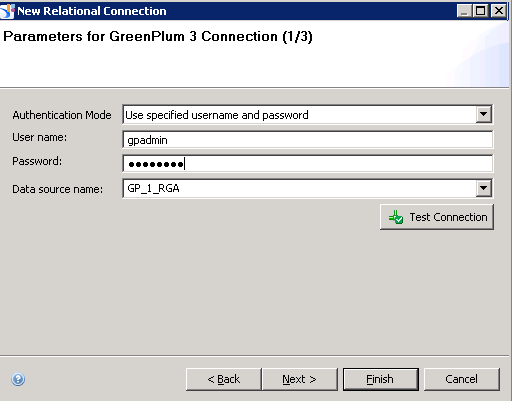 New Relational Connection
Parameters for GreenPlum 3 Connection (1/3)
Authentication Mode Use specified username and password
User name: gpadmin
Password: ●●●●●●●●
Data source name: GP_1_RGA
Test Connection
? < Back Next > Finish Cancel